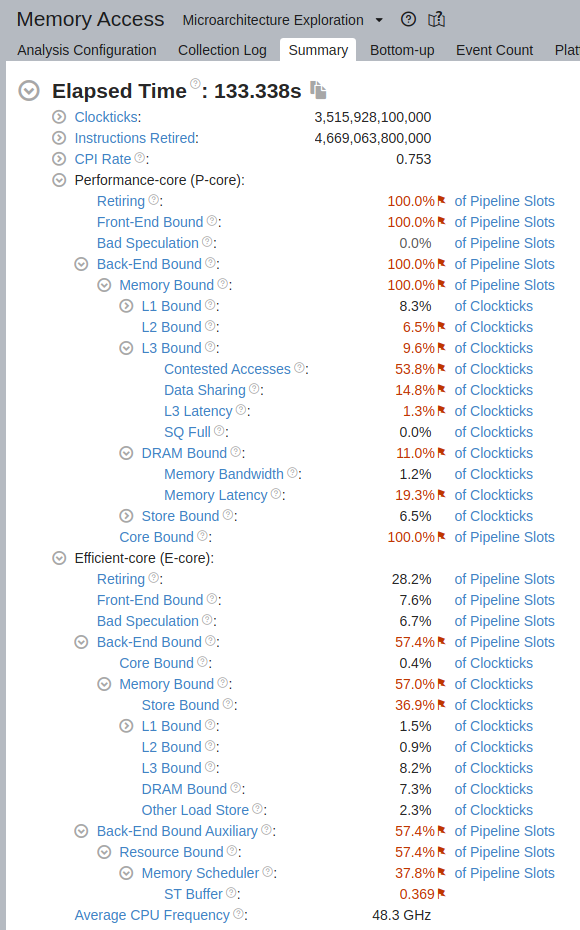 Memory Access Microarchitecture Exploration
Analysis Configuration Collection Log Summary Bottom-up Event Count Plat
Elapsed Time ?: 133.338s
Clockticks: 3,515,928,100,000
Instructions Retired: 4,669,063,800,000
CPI Rate ?: 0.753
Performance-core (P-core):
Retiring ?: 100.0% of Pipeline Slots
Front-End Bound ?: 100.0% of Pipeline Slots
Bad Speculation ?: 0.0% of Pipeline Slots
Back-End Bound ?: 100.0% of Pipeline Slots
Memory Bound ?: 100.0% of Pipeline Slots
L1 Bound ?: 8.3% of Clockticks
L2 Bound ?: 6.5% of Clockticks
L3 Bound ?: 9.6% of Clockticks
Contested Accesses ?: 53.8% of Clockticks
Data Sharing ?: 14.8% of Clockticks
L3 Latency ?: 1.3% of Clockticks
SQ Full ?: 0.0% of Clockticks
DRAM Bound ?: 11.0% of Clockticks
Memory Bandwidth ?: 1.2% of Clockticks
Memory Latency ?: 19.3% of Clockticks
Store Bound ?: 6.5% of Clockticks
Core Bound ?: 100.0% of Pipeline Slots
Efficient-core (E-core):
Retiring ?: 28.2% of Pipeline Slots
Front-End Bound ?: 7.6% of Pipeline Slots
Bad Speculation ?: 6.7% of Pipeline Slots
Back-End Bound ?: 57.4% of Pipeline Slots
Core Bound ?: 0.4% of Clockticks
Memory Bound ?: 57.0% of Clockticks
Store Bound ?: 36.9% of Clockticks
L1 Bound ?: 1.5% of Clockticks
L2 Bound ?: 0.9% of Clockticks
L3 Bound ?: 8.2% of Clockticks
DRAM Bound ?: 7.3% of Clockticks
Other Load Store ?: 2.3% of Clockticks
Back-End Bound Auxiliary ?: 57.4% of Pipeline Slots
Resource Bound ?: 57.4% of Pipeline Slots
Memory Scheduler ?: 37.8% of Pipeline Slots
ST Buffer ?: 0.369
Average CPU Frequency ?: 48.3 GHz